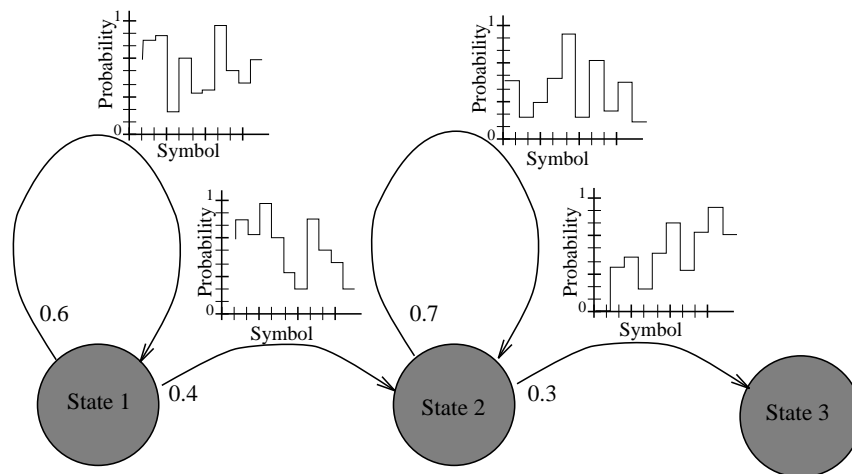 1
Probability
0
Symbol
1
Probability
0
Symbol
1
Probability
0
Symbol
1
Probability
0
Symbol
0.6
0.7
State 1
0.4
State 2
0.3
State 3